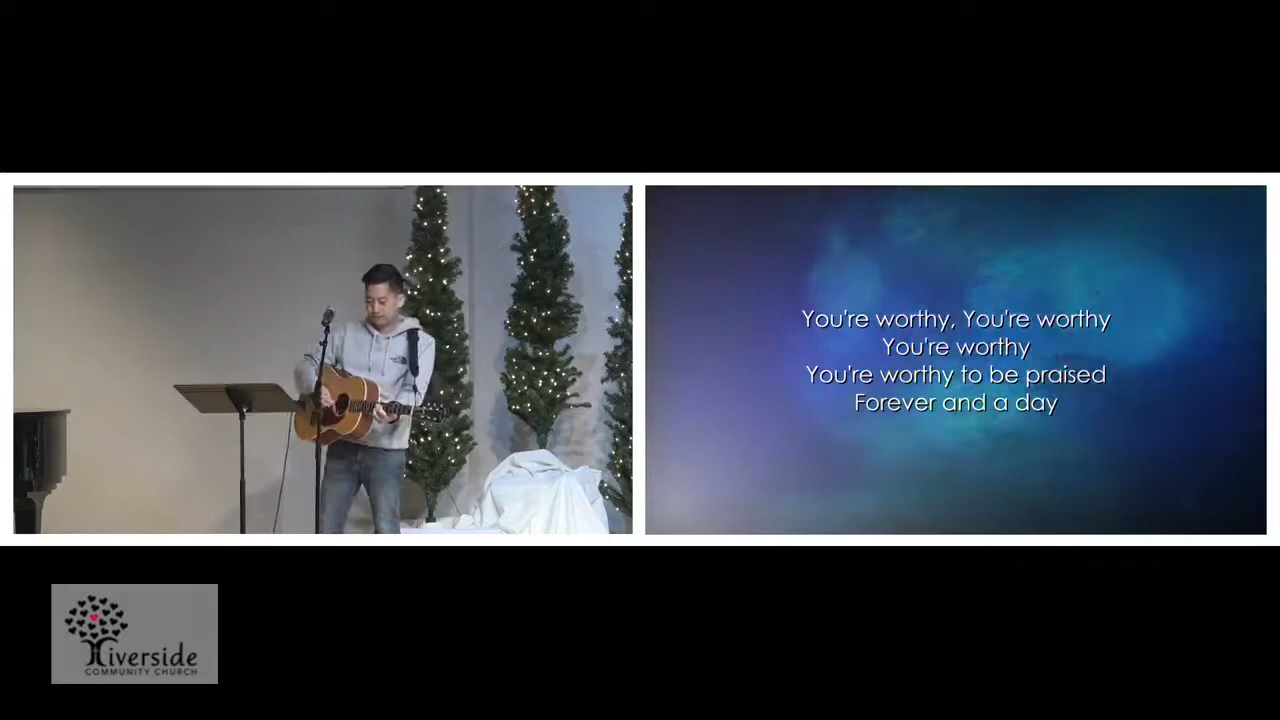 You're worthy, You're worthy
You're worthy
You're worthy to be praised
Forever and a day
Riverside
COMMUNITY CHURCH